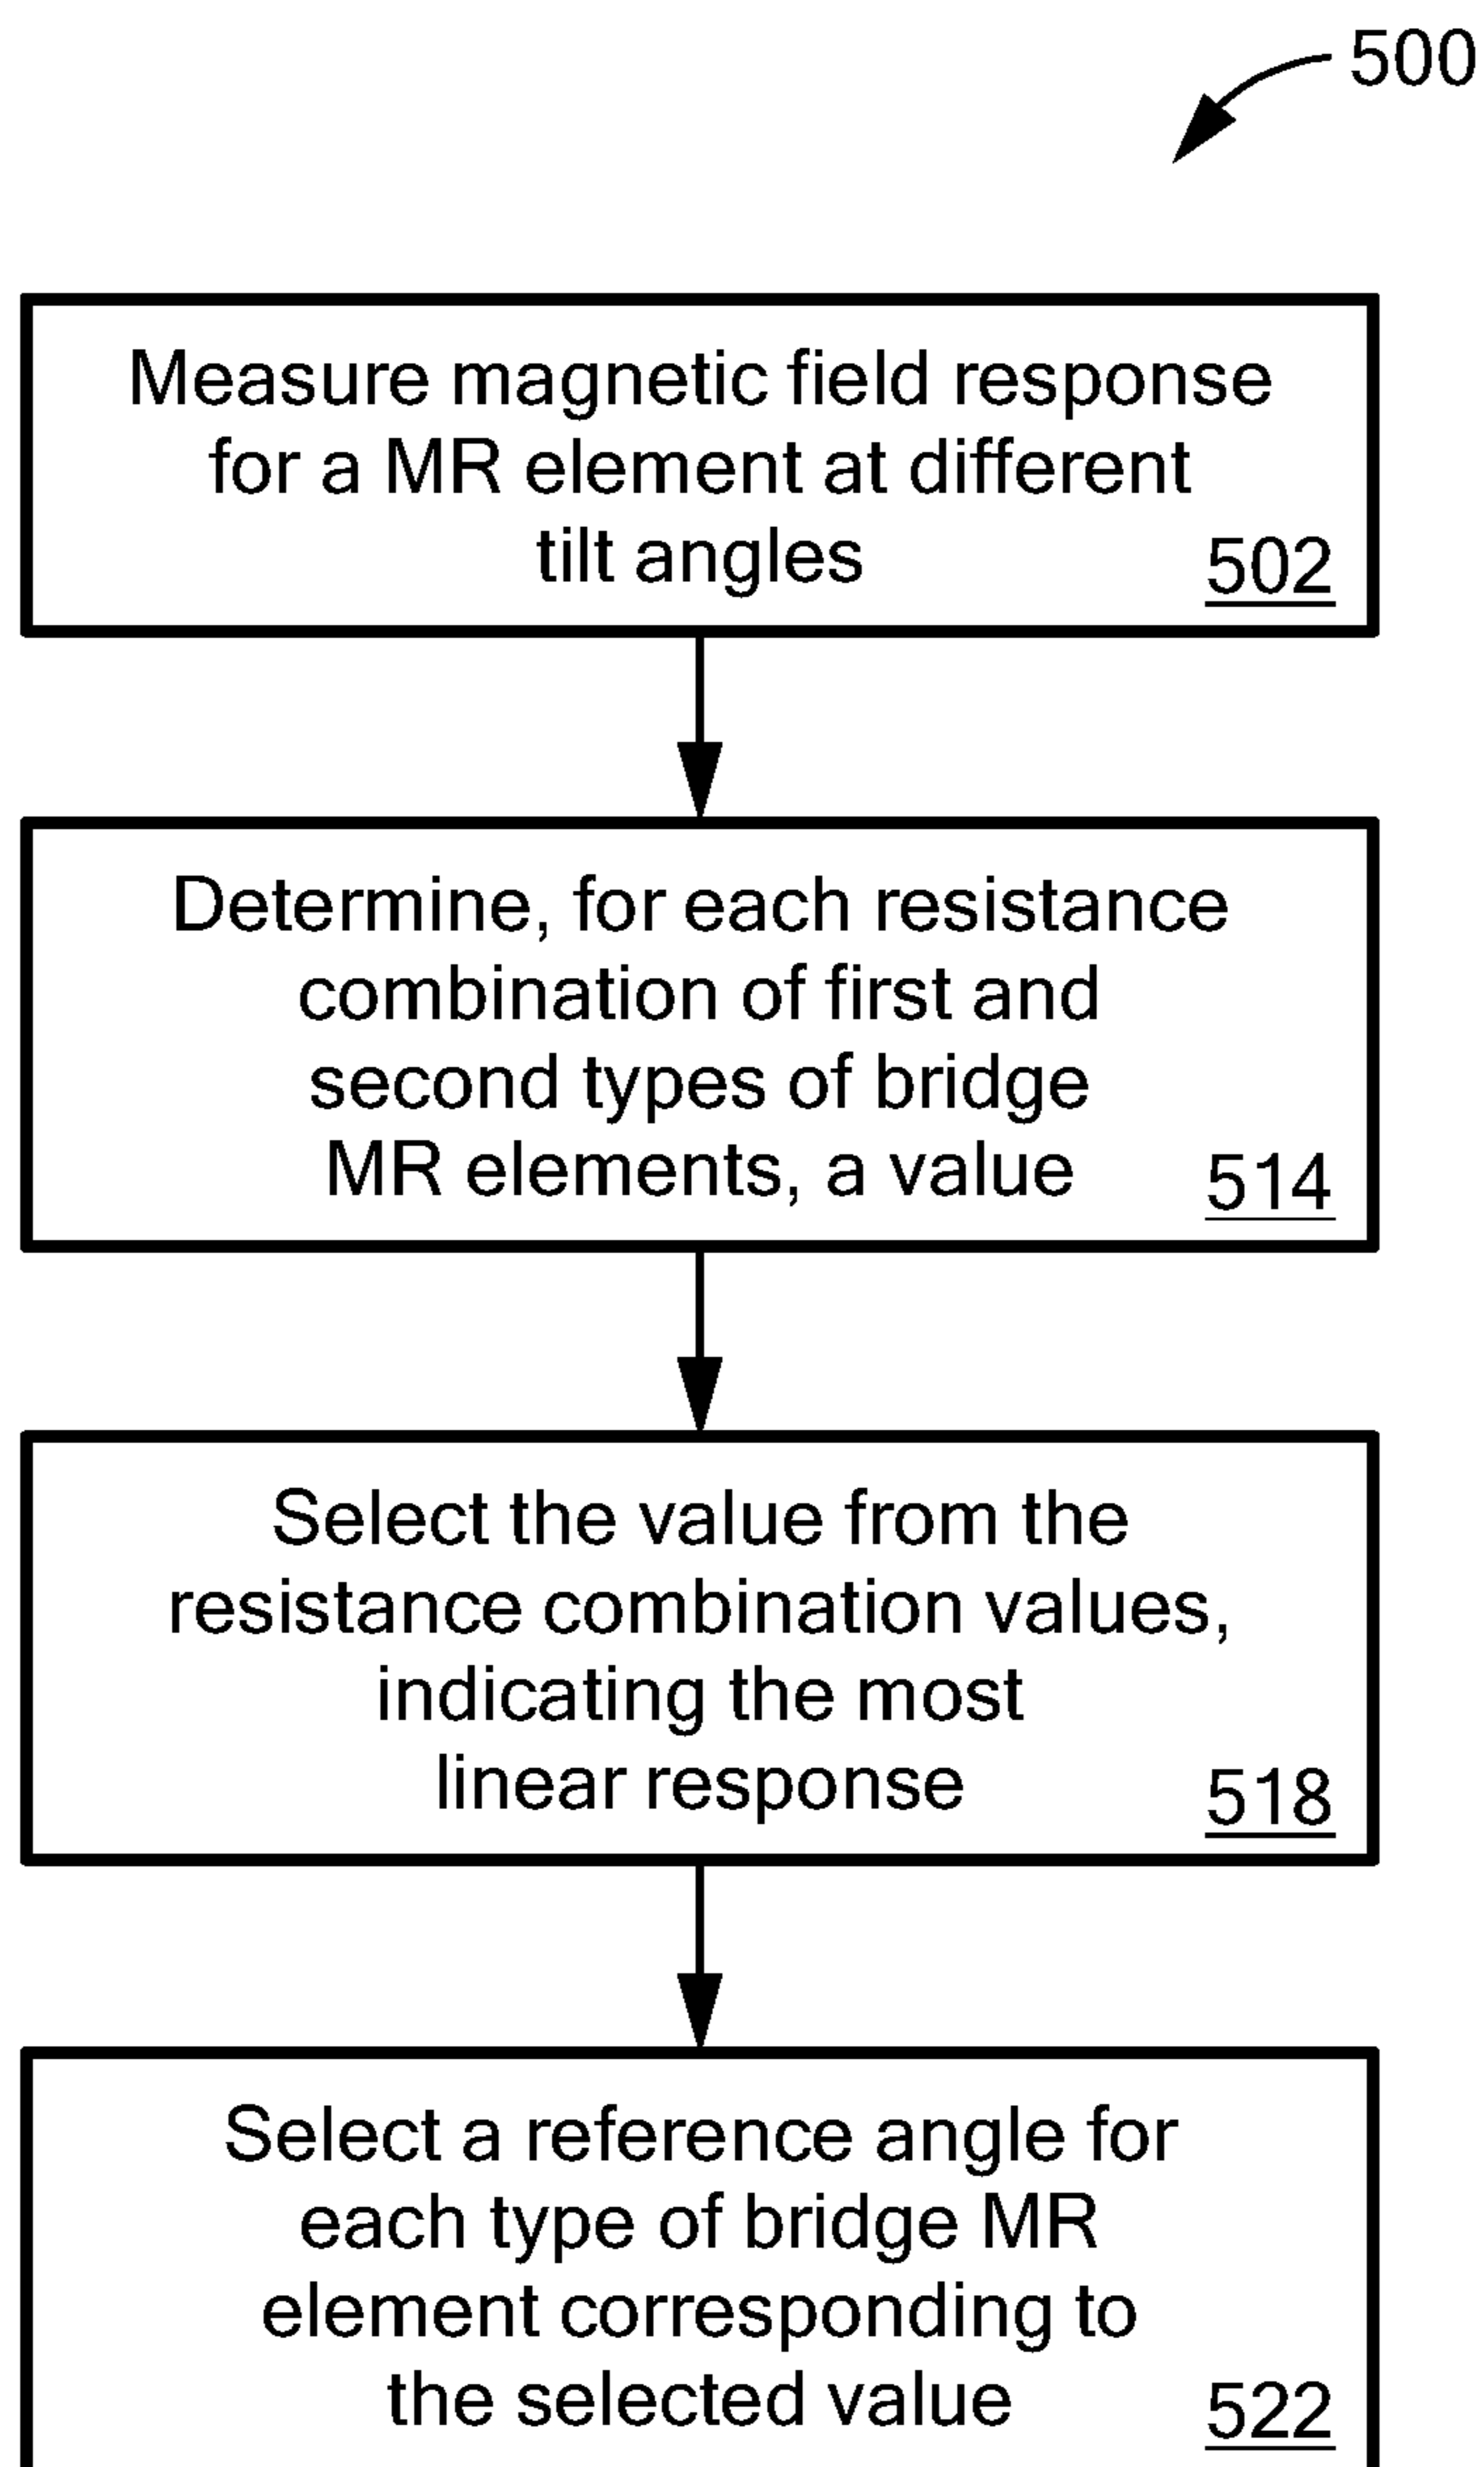 500
Measure magnetic field response
for a MR element at different
tilt angles
502
Determine, for each resistance
combination of first and
second types of bridge
MR elements, a value
514
Select the value from the
resistance combination values,
indicating the most
linear response
518
Select a reference angle for
each type of bridge MR
element corresponding to
the selected value
522